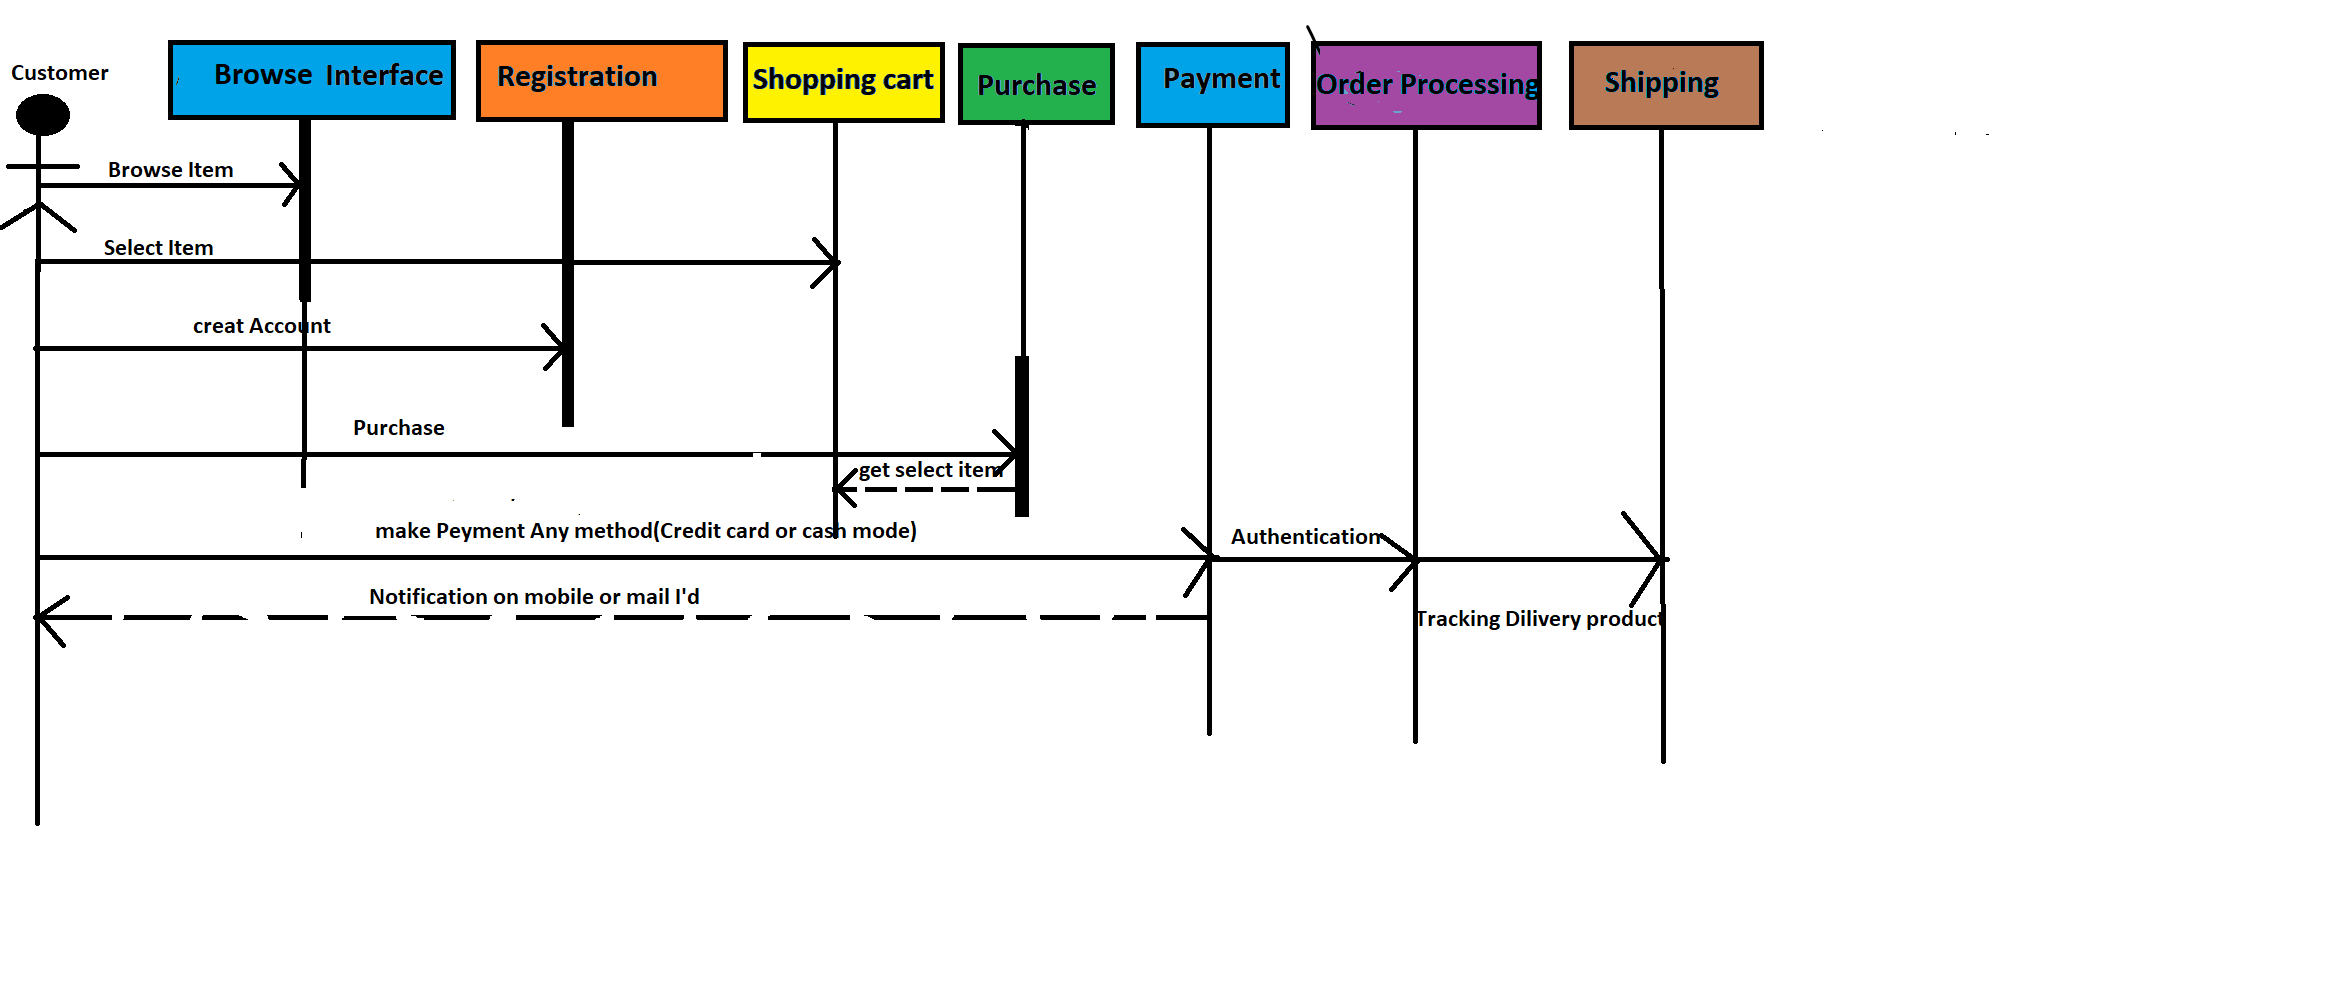 Customer
Browse Interface
Registration
Shopping cart
Purchase
Payment
Order Processing
Shipping
Browse Item
Select Item
creat Account
Purchase
get select item
make Peyment Any method(Credit card or cash mode)
Authentication
Notification on mobile or mail I'd
Tracking Dilivery product